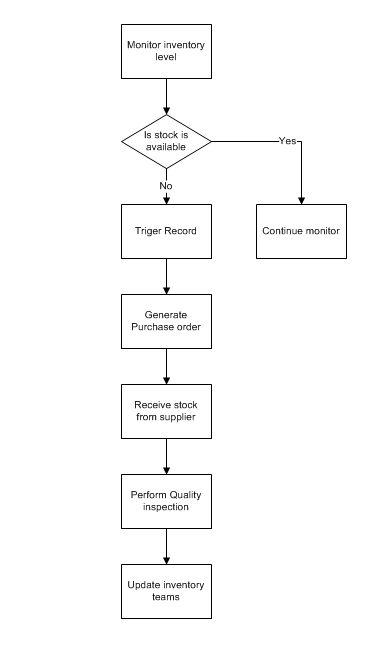 Monitor inventory
level
Is stock is
available
Yes
No
Triger Record
Continue monitor
Generate
Purchase order
Receive stock
from supplier
Perform Quality
inspection
Update inventory
teams